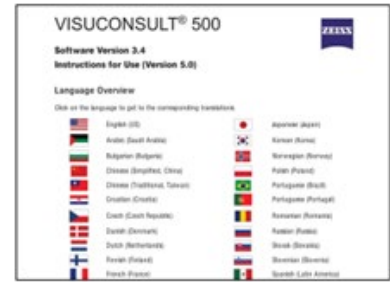 VISUCONSULT® 500
ZEISS
Software Version 3.4
Instructions for Use (Version 5.0)
Language Overview
Click on the language to get to the corresponding translations.
English (US)
Arabic (Saudi Arabia)
Bulgarian (Bulgaria)
Chinese (Simplified, China)
Chinese (Traditional, Taiwan)
Croatian (Croatia)
Czech (Czech Republic)
Danish (Denmark)
Dutch (Netherlands)
Finnish (Finland)
French (France)
Japanese (Japan)
Korean (Korea)
Norwegian (Norway)
Polish (Poland)
Portuguese (Brazil)
Portuguese (Portugal)
Romanian (Romania)
Russian (Russia)
Slovak (Slovakia)
Slovenian (Slovenia)
Spanish (Latin America)